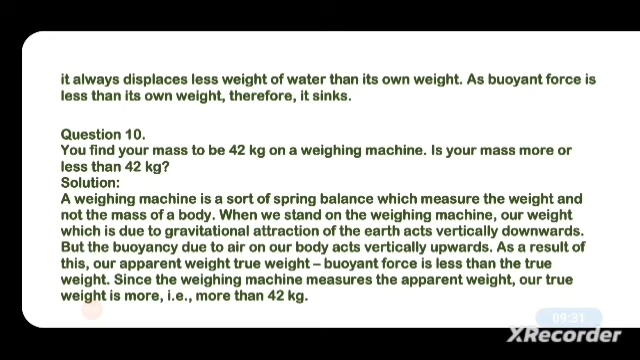 it always displaces less weight of water than its own weight. As buoyant force is
less than its own weight, therefore, it sinks.
Question 10.
You find your mass to be 42 kg on a weighing machine. Is your mass more or
less than 42 kg?
Solution:
A weighing machine is a sort of spring balance which measure the weight and
not the mass of a body. When we stand on the weighing machine, our weight
which is due to gravitational attraction of the earth acts vertically downwards.
But the buoyancy due to air on our body acts vertically upwards. As a result of
this, our apparent weight true weight – buoyant force is less than the true
weight. Since the weighing machine measures the apparent weight, our true
weight is more, i.e., more than 42 kg.
09:31
XRecorder